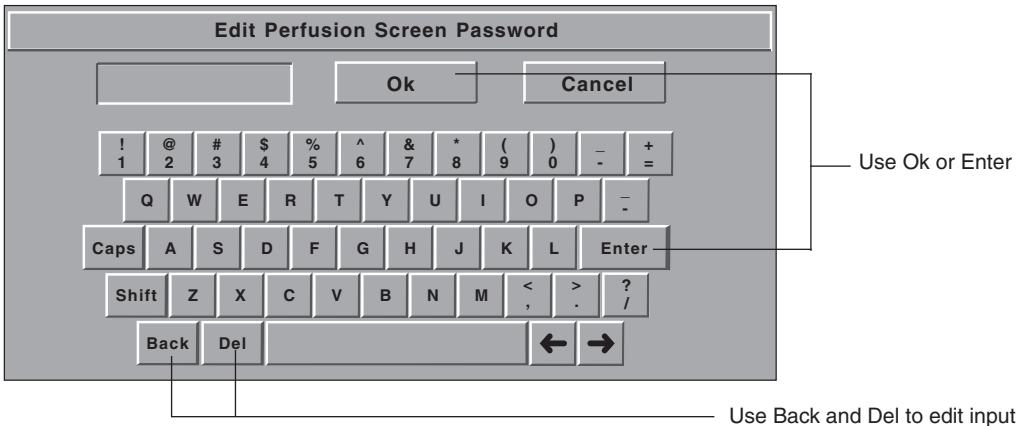 Edit Perfusion Screen Password
Ok Cancel
! @ # $ % ^ & * ( ) _ +
1 2 3 4 5 6 7 8 9 0 - =
Use Ok or Enter
Q W E R T Y U I O P _
-
Caps A S D F G H J K L Enter
Shift Z X C V B N M < > ?
, . /
Back Del ← →
Use Back and Del to edit input